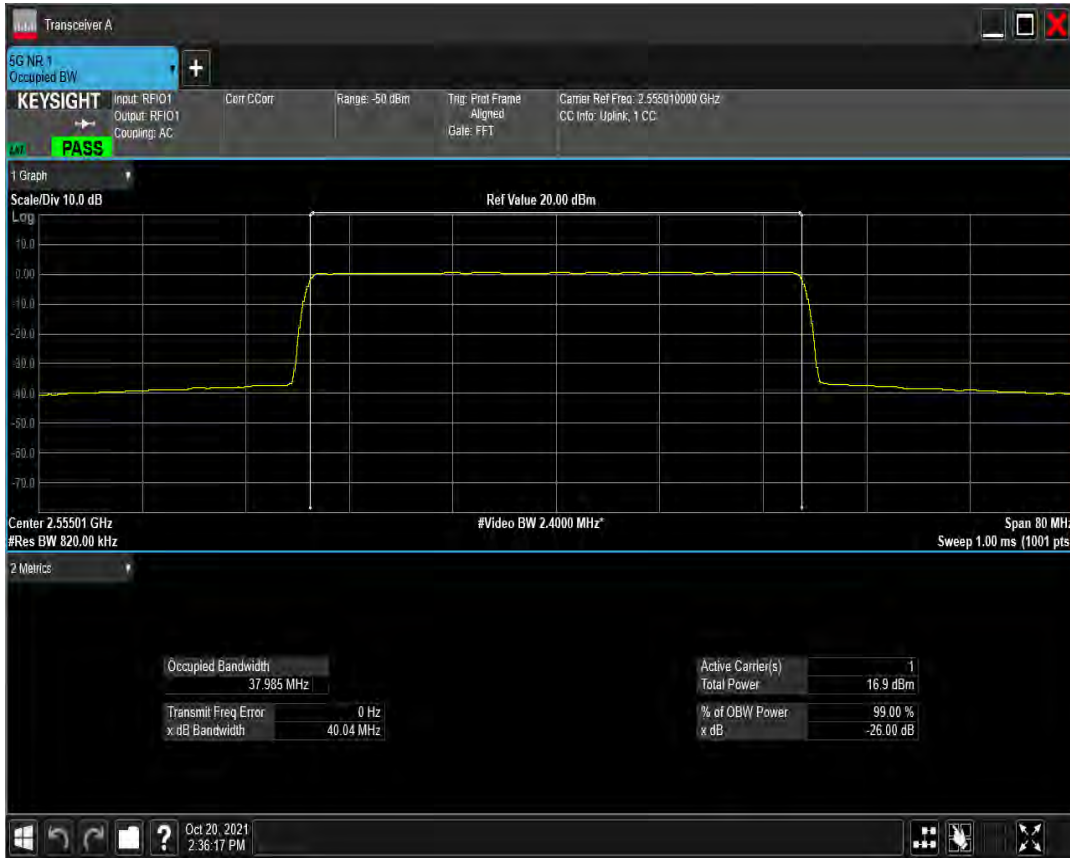 Transceiver A
5G NR 1
Occupied BW
+
KEYSIGHT
Input: RFIO1
Output: RFIO1
Coupling: AC
Corr CCorr
Range: -50 dBm
Trig: Prot Frame
Aligned
Gate: FFT
Carrier Ref Freq: 2.555010000 GHz
CC Info: Uplink, 1 CC
PASS
1 Graph
Scale/Div 10.0 dB
Ref Value 20.00 dBm
Log
10.0
0.00
-10.0
-20.0
-30.0
-40.0
-50.0
-60.0
-70.0
Center 2.55501 GHz
#Video BW 2.4000 MHz*
Span 80 MHz
#Res BW 820.00 kHz
Sweep 1.00 ms (1001 pts
2 Metrics
Occupied Bandwidth
37.985 MHz
Transmit Freq Error 0 Hz
x dB Bandwidth 40.04 MHz
Active Carrier(s) 1
Total Power 16.9 dBm
% of OBW Power 99.00 %
x dB -26.00 dB
?
Oct 20, 2021
2:36:17 PM